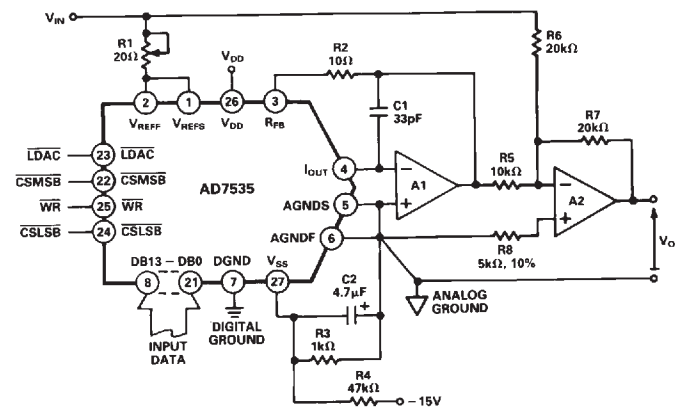 VIN
R1
20Ω
VDD
R2
10Ω
R6
20kΩ
2
1
26
3
VREFF
VREFS
VDD
RFB
C1
33pF
R7
20kΩ
LDAC
23
LDAC
CSMSB
22
CSMSB
AD7535
IOUT
4
A1
R5
10kΩ
A2
WR
25
WR
AGNDS
5
CSLSB
24
CSLSB
AGNDF
6
R8
5kΩ, 10%
VO
DB13 – DB0
DGND
VSS
8
21
7
27
C2
4.7μF
+
ANALOG
GROUND
DIGITAL
GROUND
INPUT
DATA
R3
1kΩ
R4
47kΩ
–15V